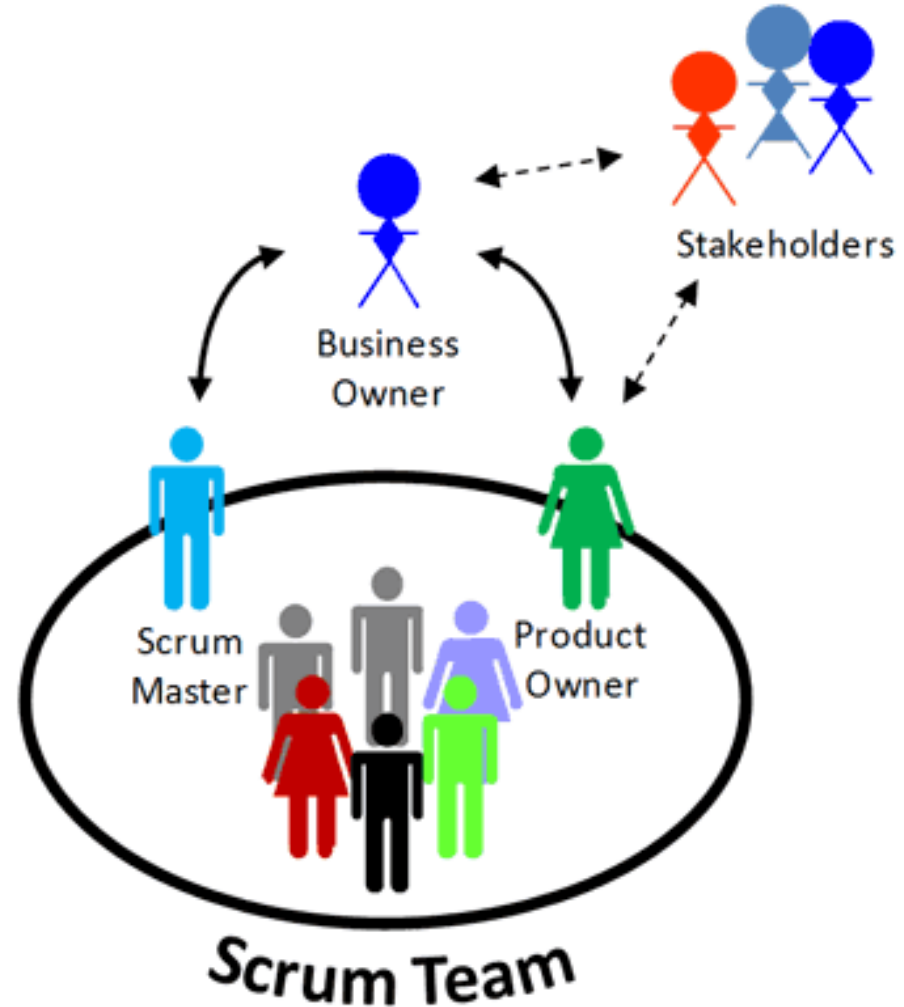 Stakeholders
Business
Owner
Scrum
Master
Product
Owner
Scrum Team